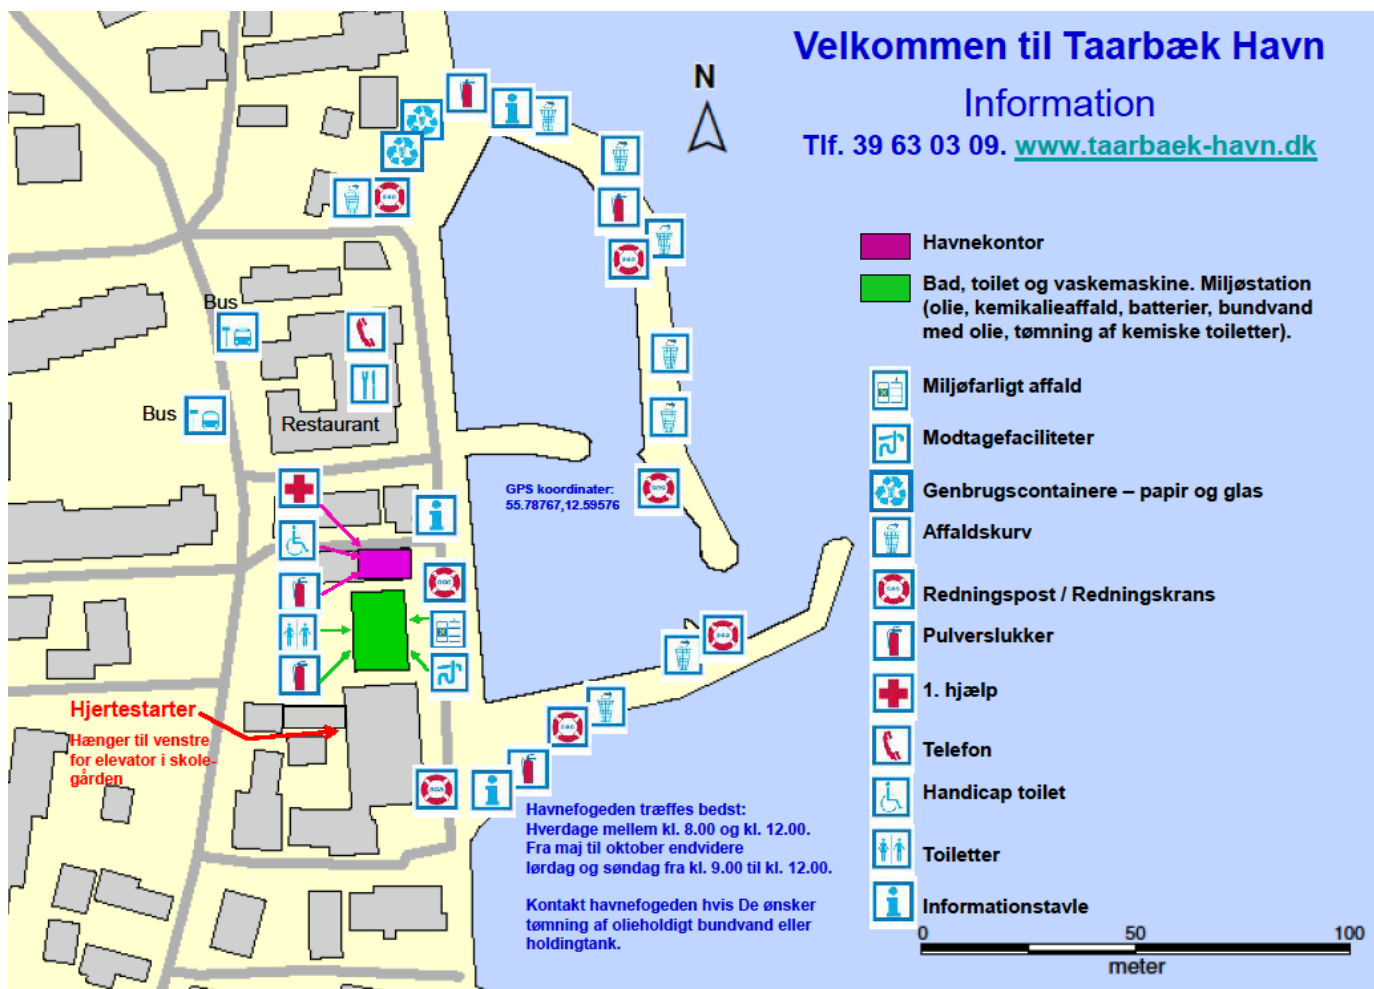 Velkommen til Taarbæk Havn
Information
Tlf. 39 63 03 09. www.taarbaek-havn.dk
N
Havnekontor
Bad, toilet og vaskemaskine. Miljøstation
(olie, kemikalieaffald, batterier, bundvand
med olie, tømning af kemiske toiletter).
Bus
Bus
Restaurant
GPS koordinater:
55.78767,12.59576
Miljøfarligt affald
Modtagefaciliteter
Genbrugscontainere – papir og glas
Affaldskurv
Redningspost / Redningskrans
Pulverslukker
1. hjælp
Telefon
Handicap toilet
Toiletter
Informationstavle
Hjertestarter
Hænger til venstre
for elevator i skole-
gården
Havnefogeden træffes bedst:
Hverdage mellem kl. 8.00 og kl. 12.00.
Fra maj til oktober endvidere
lørdag og søndag fra kl. 9.00 til kl. 12.00.
Kontakt havnefogeden hvis De ønsker
tømning af olieholdigt bundvand eller
holdingtank.
0 50 100
meter